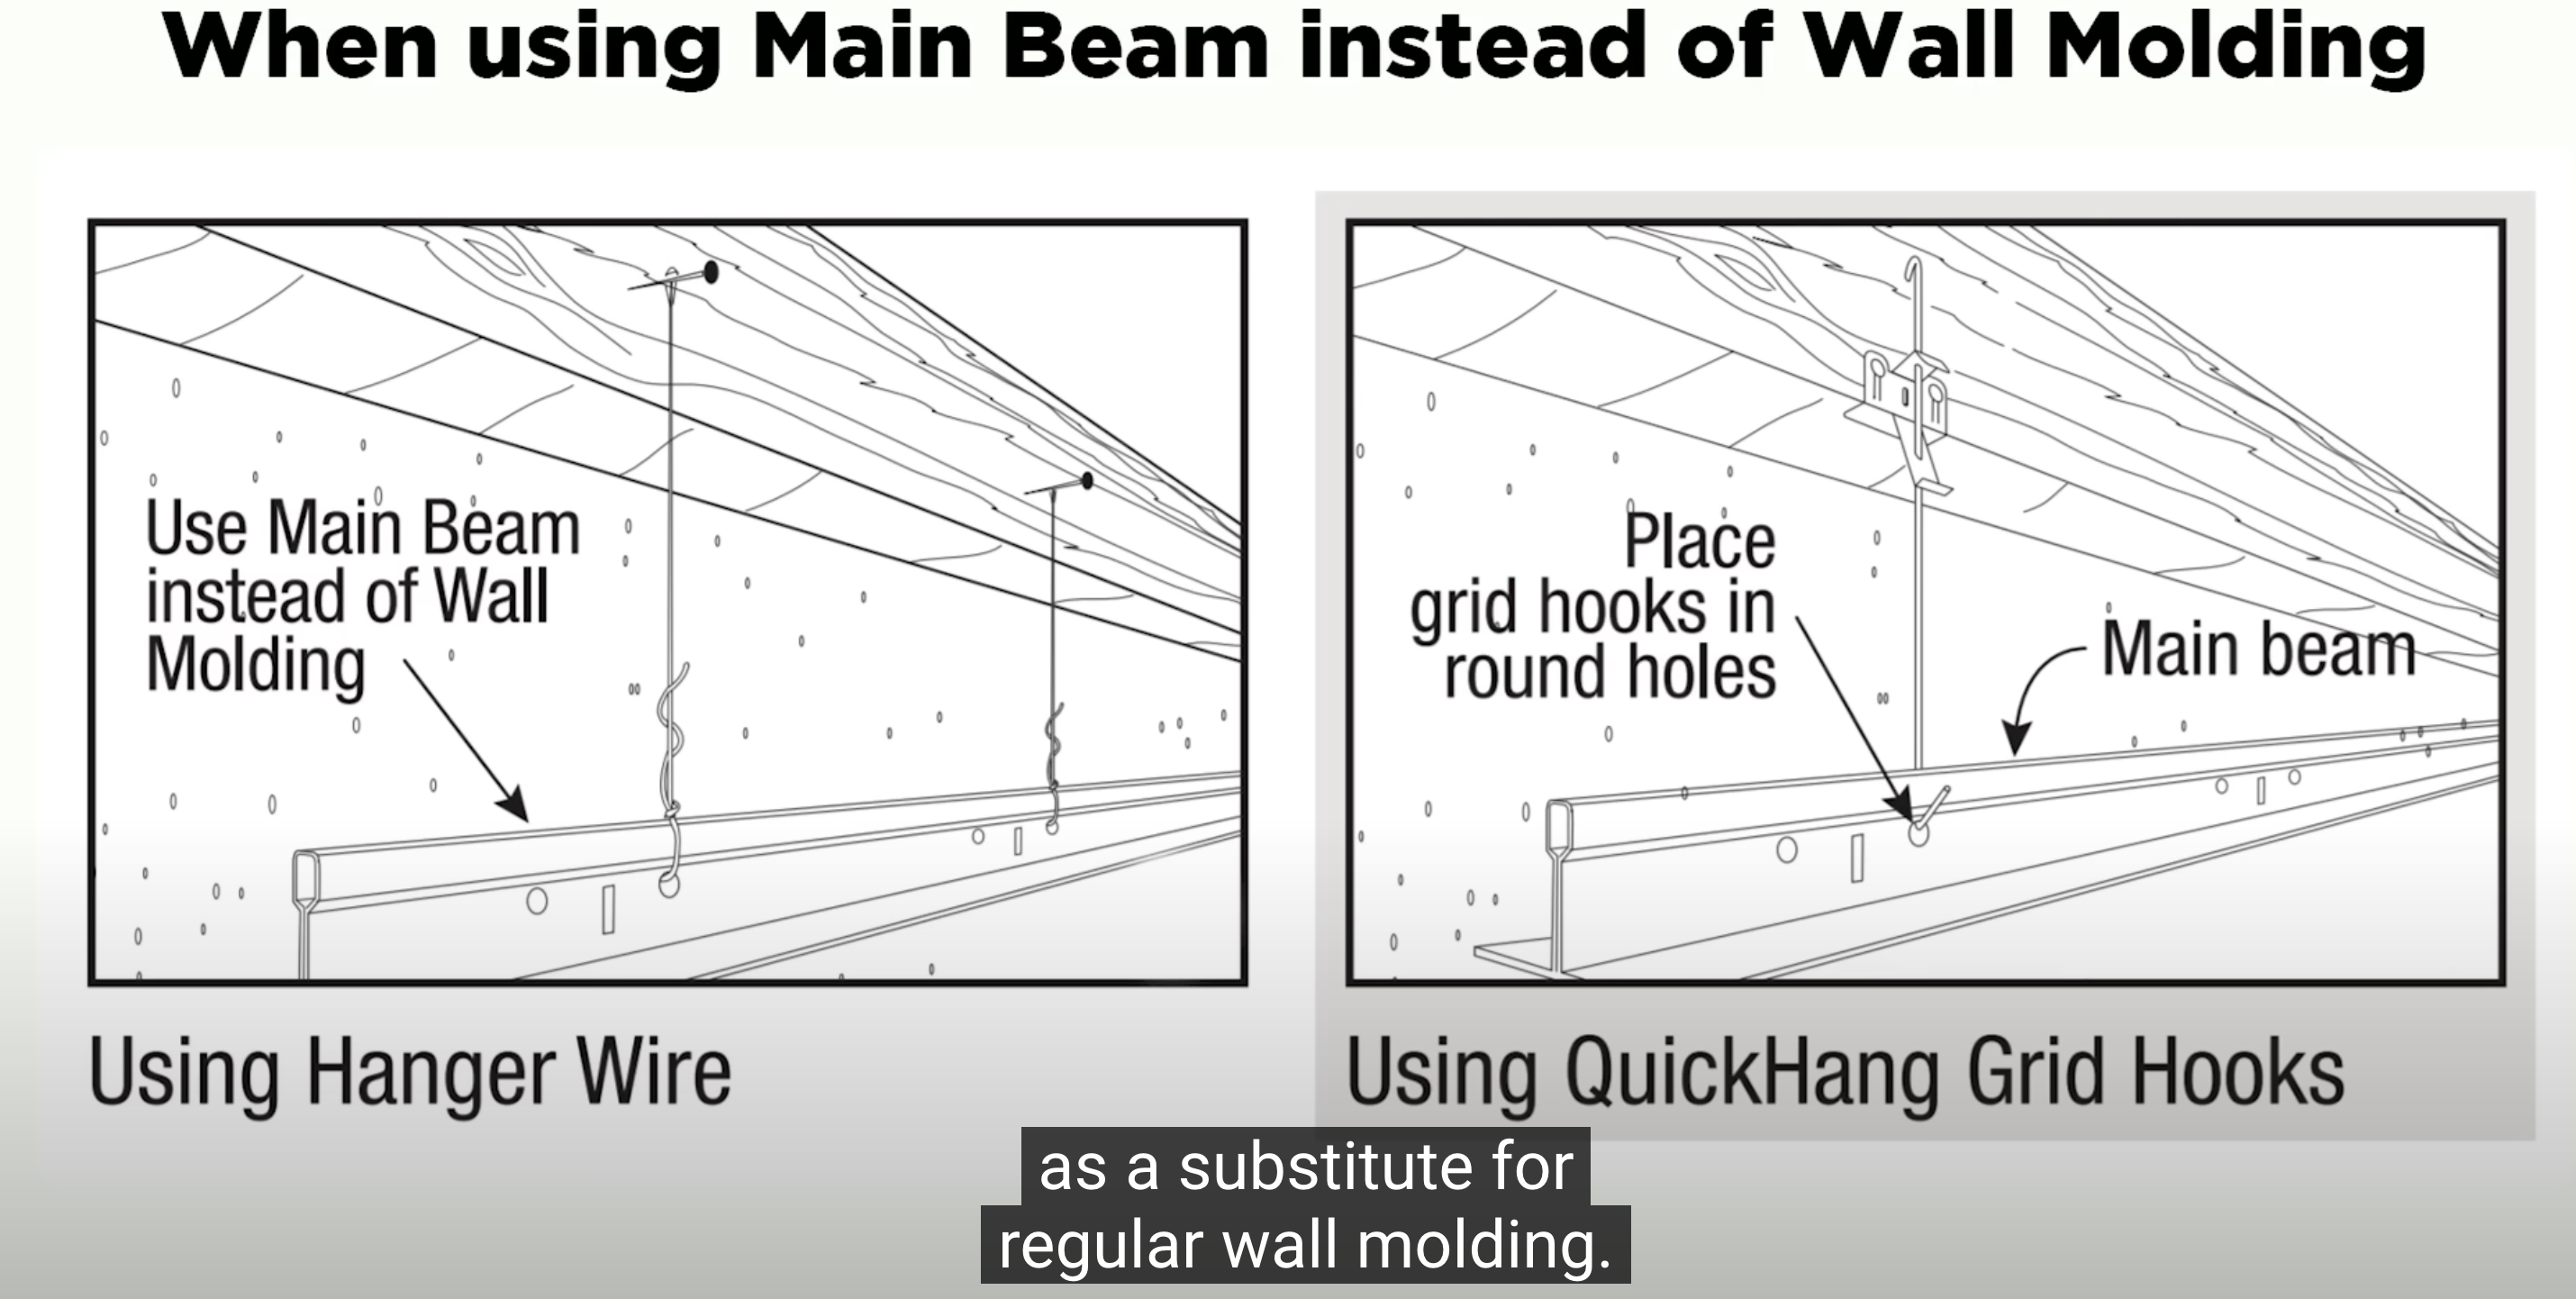 When using Main Beam instead of Wall Molding
Use Main Beam
instead of Wall
Molding
Place
grid hooks in
round holes
Main beam
Using Hanger Wire
Using QuickHang Grid Hooks
as a substitute for
regular wall molding.